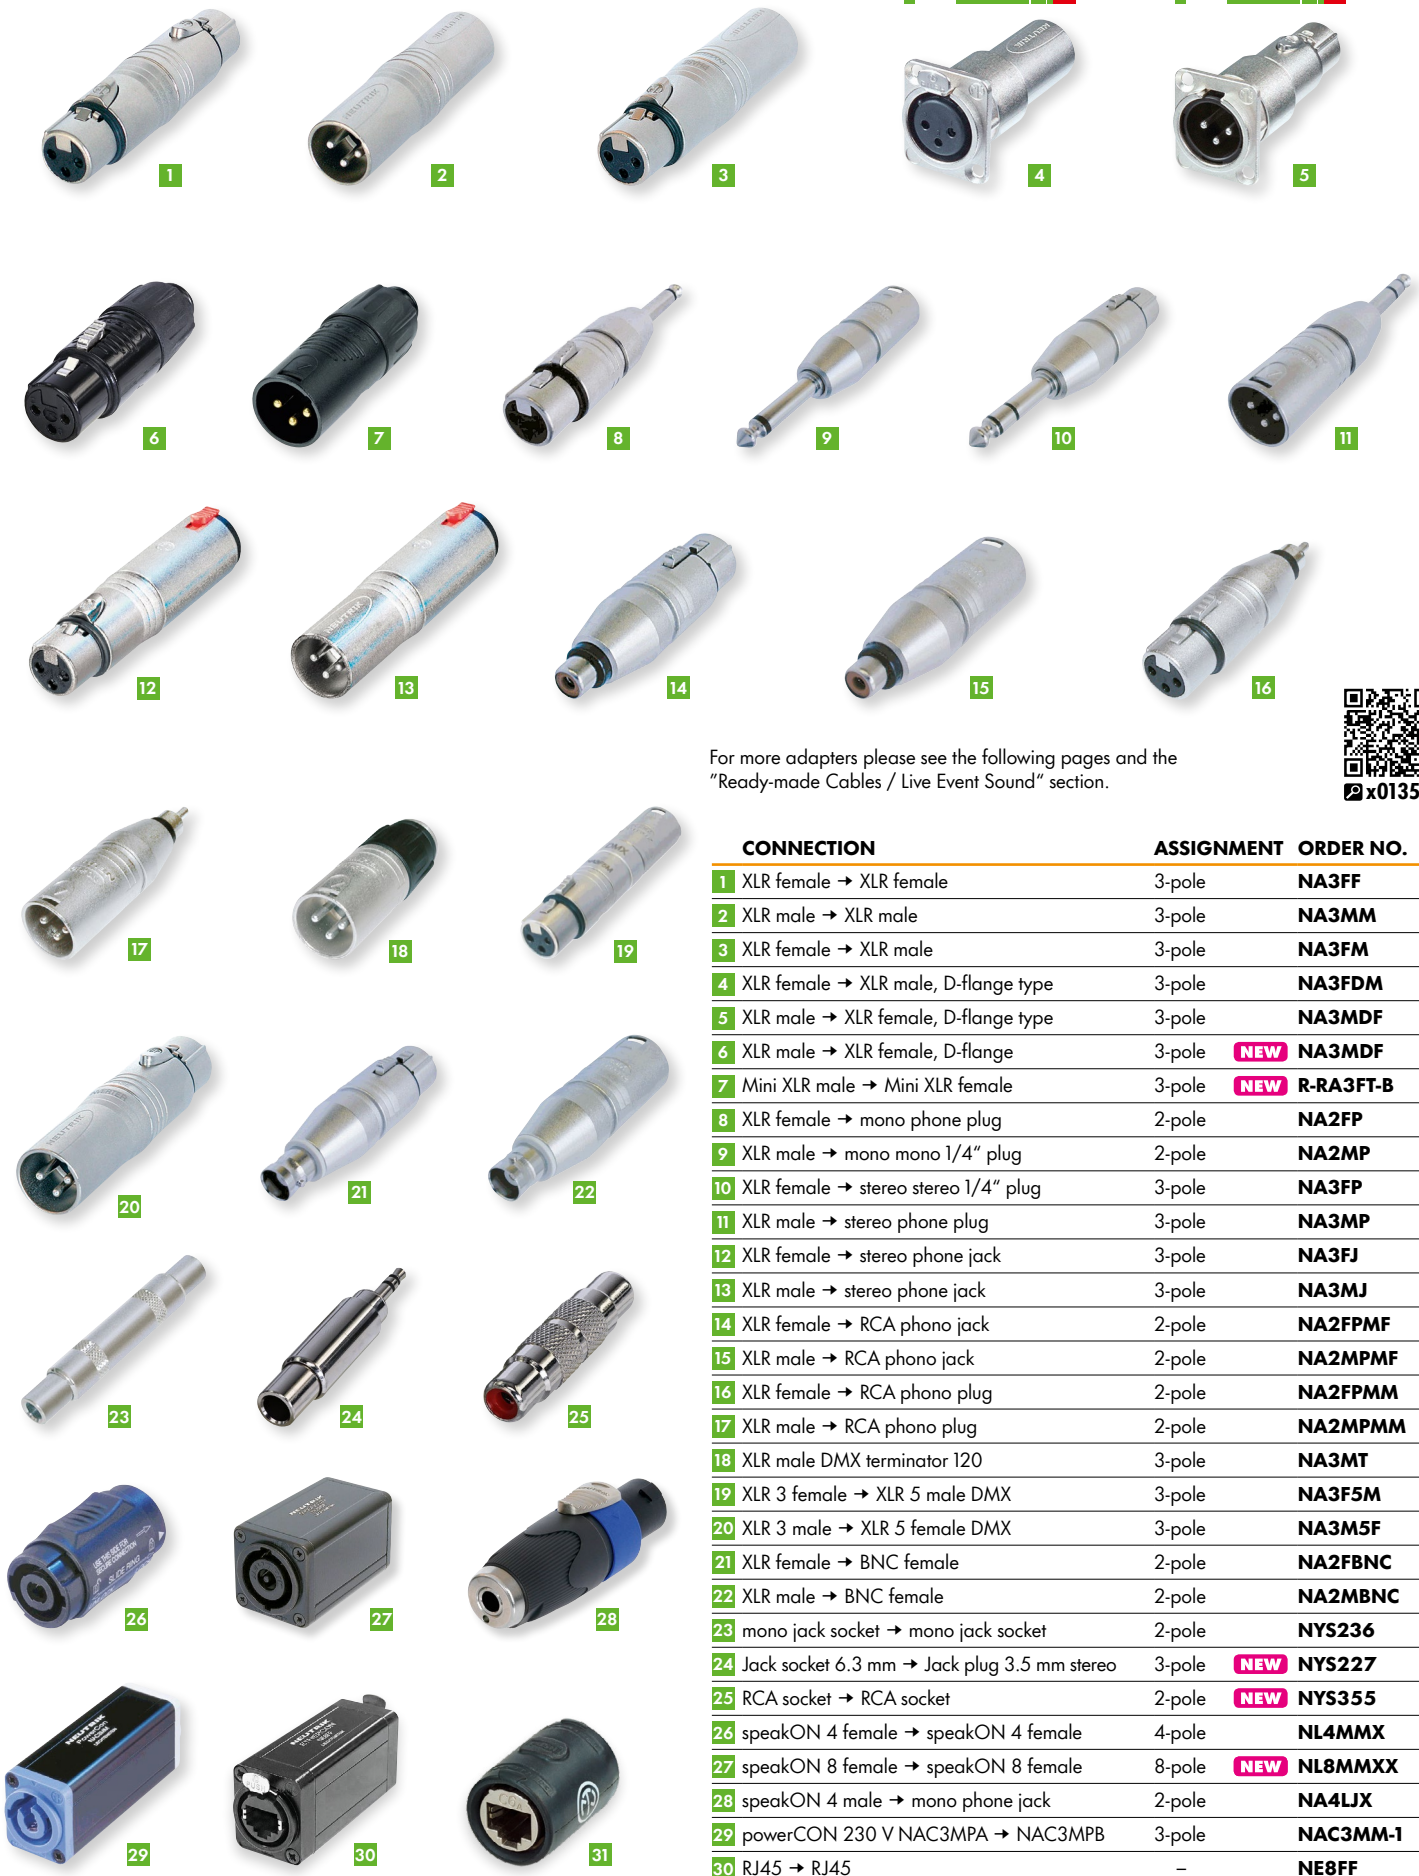 1
2
3
4
5
6
7
8
9
10
11
12
13
14
15
16
For more adapters please see the following pages and the
"Ready-made Cables / Live Event Sound“ section.
x0135
17
18
19
20
21
22
23
24
25
26
27
28
29
30
31
CONNECTION ASSIGNMENT ORDER NO.
1 XLR female → XLR female 3-pole NA3FF
2 XLR male → XLR male 3-pole NA3MM
3 XLR female → XLR male 3-pole NA3FM
4 XLR female → XLR male, D-flange type 3-pole NA3FDM
5 XLR male → XLR female, D-flange type 3-pole NA3MDF
6 XLR male → XLR female, D-flange 3-pole NEW NA3MDF
7 Mini XLR male → Mini XLR female 3-pole NEW R-RA3FT-B
8 XLR female → mono phone plug 2-pole NA2FP
9 XLR male → mono mono 1/4“ plug 2-pole NA2MP
10 XLR female → stereo stereo 1/4“ plug 3-pole NA3FP
11 XLR male → stereo phone plug 3-pole NA3MP
12 XLR female → stereo phone jack 3-pole NA3FJ
13 XLR male → stereo phone jack 3-pole NA3MJ
14 XLR female → RCA phono jack 2-pole NA2FPMF
15 XLR male → RCA phono jack 2-pole NA2MPMF
16 XLR female → RCA phono plug 2-pole NA2FPMM
17 XLR male → RCA phono plug 2-pole NA2MPMM
18 XLR male DMX terminator 120 3-pole NA3MT
19 XLR 3 female → XLR 5 male DMX 3-pole NA3F5M
20 XLR 3 male → XLR 5 female DMX 3-pole NA3M5F
21 XLR female → BNC female 2-pole NA2FBNC
22 XLR male → BNC female 2-pole NA2MBNC
23 mono jack socket → mono jack socket 2-pole NYS236
24 Jack socket 6.3 mm → Jack plug 3.5 mm stereo 3-pole NEW NYS227
25 RCA socket → RCA socket 2-pole NEW NYS355
26 speakON 4 female → speakON 4 female 4-pole NL4MMX
27 speakON 8 female → speakON 8 female 8-pole NEW NL8MMXX
28 speakON 4 male → mono phone jack 2-pole NA4LJX
29 powerCON 230 V NAC3MPA → NAC3MPB 3-pole NAC3MM-1
30 RJ45 → RJ45 – NE8FF